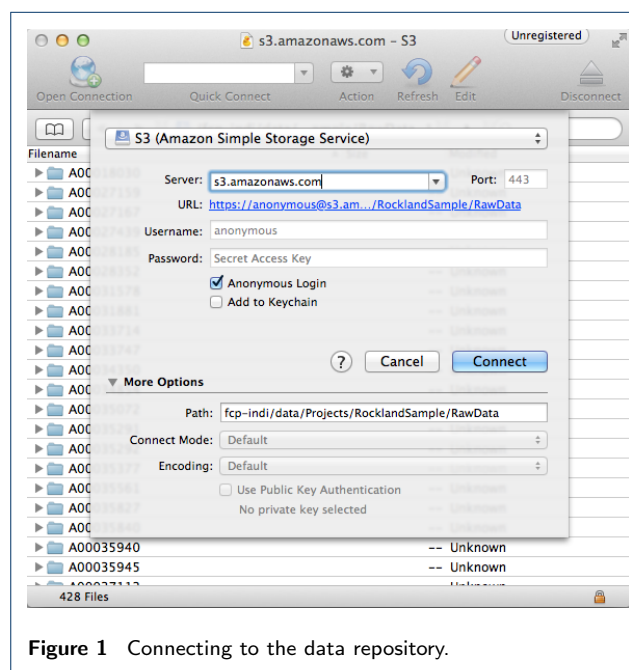 s3.amazonaws.com – S3
Unregistered
Open Connection Quick Connect Action Refresh Edit Disconnect
S3 (Amazon Simple Storage Service)
Filename
Server: s3.amazonaws.com Port: 443
URL: https://anonymous@s3.am.../RocklandSample/RawData
Username: anonymous
Password: Secret Access Key
Anonymous Login
Add to Keychain
? Cancel Connect
More Options
Path: fcp-indi/data/Projects/RocklandSample/RawData
Connect Mode: Default
Encoding: Default
Use Public Key Authentication
No private key selected
A00035940 -- Unknown
A00035945 -- Unknown
428 Files
Figure 1 Connecting to the data repository.